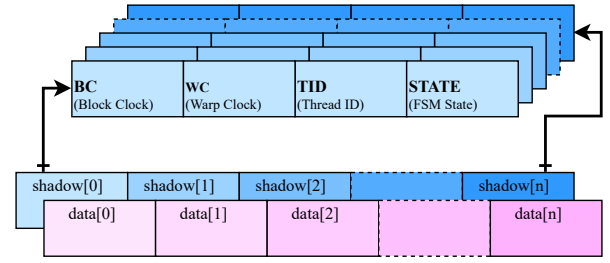 BC WC TID STATE
(Block Clock) (Warp Clock) (Thread ID) (FSM State)
shadow[0] shadow[1] shadow[2] shadow[n]
data[0] data[1] data[2] data[n]